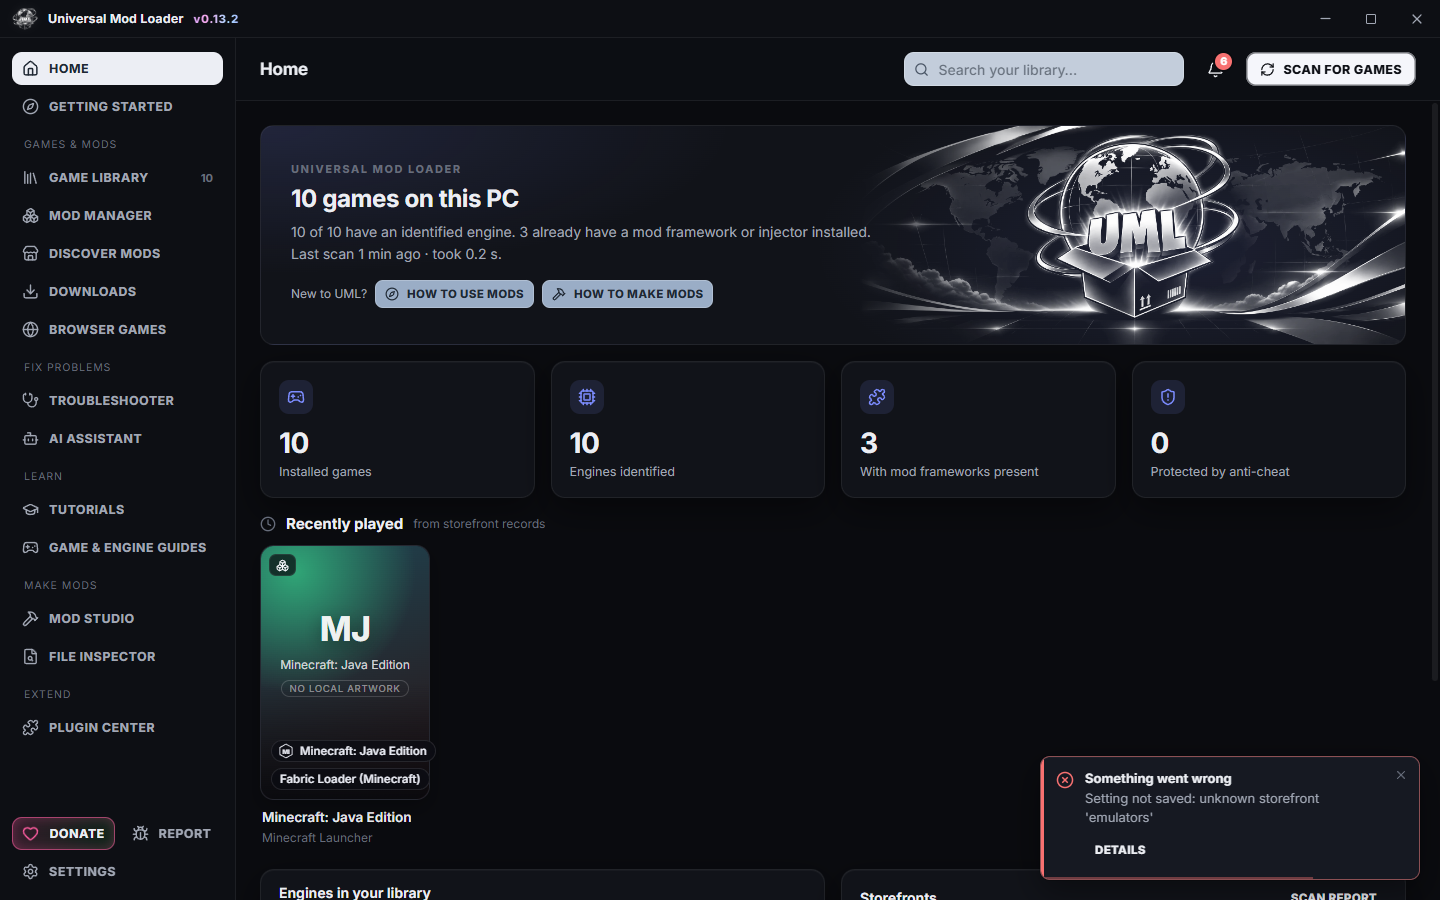 Universal Mod Loader v0.13.2
HOME
GETTING STARTED
GAMES & MODS
GAME LIBRARY 10
MOD MANAGER
DISCOVER MODS
DOWNLOADS
BROWSER GAMES
FIX PROBLEMS
TROUBLESHOOTER
AI ASSISTANT
LEARN
TUTORIALS
GAME & ENGINE GUIDES
MAKE MODS
MOD STUDIO
FILE INSPECTOR
EXTEND
PLUGIN CENTER
DONATE
REPORT
SETTINGS
Home
Search your library...
6
SCAN FOR GAMES
UNIVERSAL MOD LOADER
10 games on this PC
10 of 10 have an identified engine. 3 already have a mod framework or injector installed.
Last scan 1 min ago · took 0.2 s.
New to UML?
HOW TO USE MODS
HOW TO MAKE MODS
UML
10
Installed games
10
Engines identified
3
With mod frameworks present
0
Protected by anti-cheat
Recently played from storefront records
MJ
Minecraft: Java Edition
NO LOCAL ARTWORK
Minecraft: Java Edition
Fabric Loader (Minecraft)
Minecraft: Java Edition
Minecraft Launcher
Engines in your library
Storefronts
SCAN REPORT
Something went wrong
Setting not saved: unknown storefront
'emulators'
DETAILS